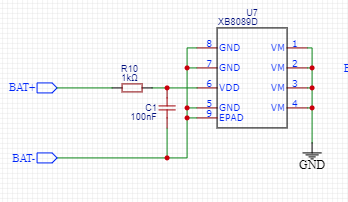 U7
XB8089D
8 GND VM 1
R10
1kΩ
7 GND VM 2
BAT+
6 VDD VM 3
C1
100nF
5 GND VM 4
9 EPAD
BAT-
GND